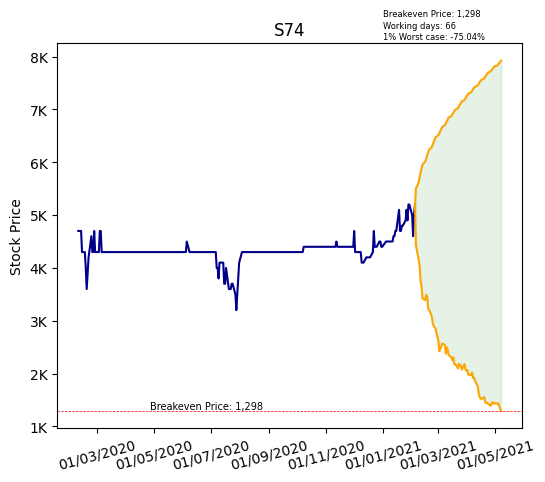 Breakeven Price: 1,298
Working days: 66
1% Worst case: -75.04%
S74
8K
7K
6K
5K
4K
3K
2K
1K
Stock Price
Breakeven Price: 1,298
01/03/2020
01/05/2020
01/07/2020
01/09/2020
01/11/2020
01/01/2021
01/03/2021
01/05/2021